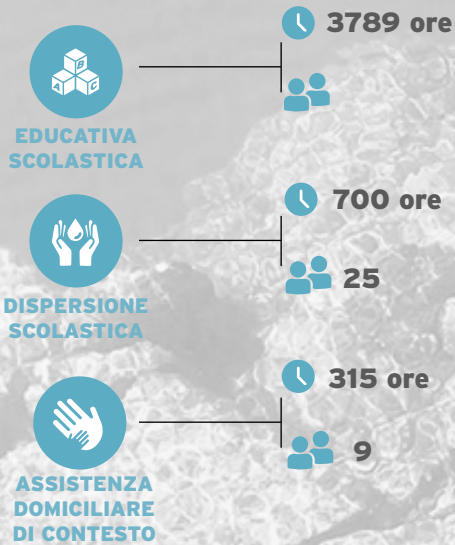 3789 ore
B
A C
EDUCATIVA
SCOLASTICA
700 ore
25
DISPERSIONE
SCOLASTICA
315 ore
9
ASSISTENZA
DOMICILIARE
DI CONTESTO